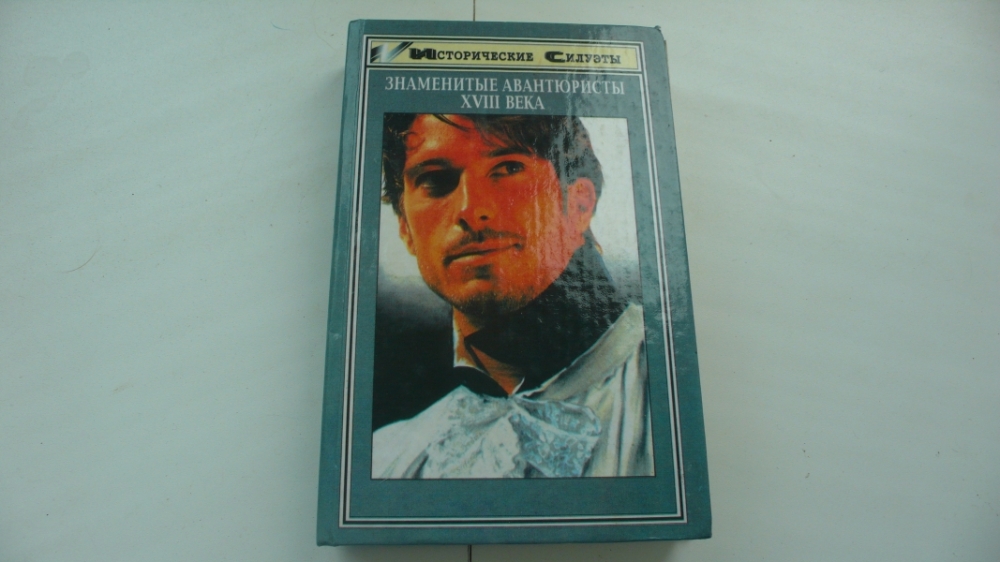 Исторические Силуэты
ЗНАМЕНИТЫЕ АВАНТЮРИСТЫ
XVIII ВЕКА